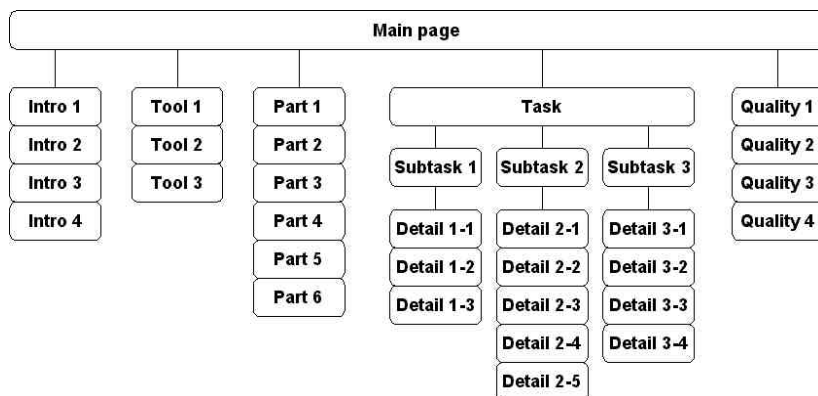 Main page
Intro 1
Intro 2
Intro 3
Intro 4
Tool 1
Tool 2
Tool 3
Part 1
Part 2
Part 3
Part 4
Part 5
Part 6
Task
Subtask 1
Detail 1-1
Detail 1-2
Detail 1-3
Subtask 2
Detail 2-1
Detail 2-2
Detail 2-3
Detail 2-4
Detail 2-5
Subtask 3
Detail 3-1
Detail 3-2
Detail 3-3
Detail 3-4
Quality 1
Quality 2
Quality 3
Quality 4